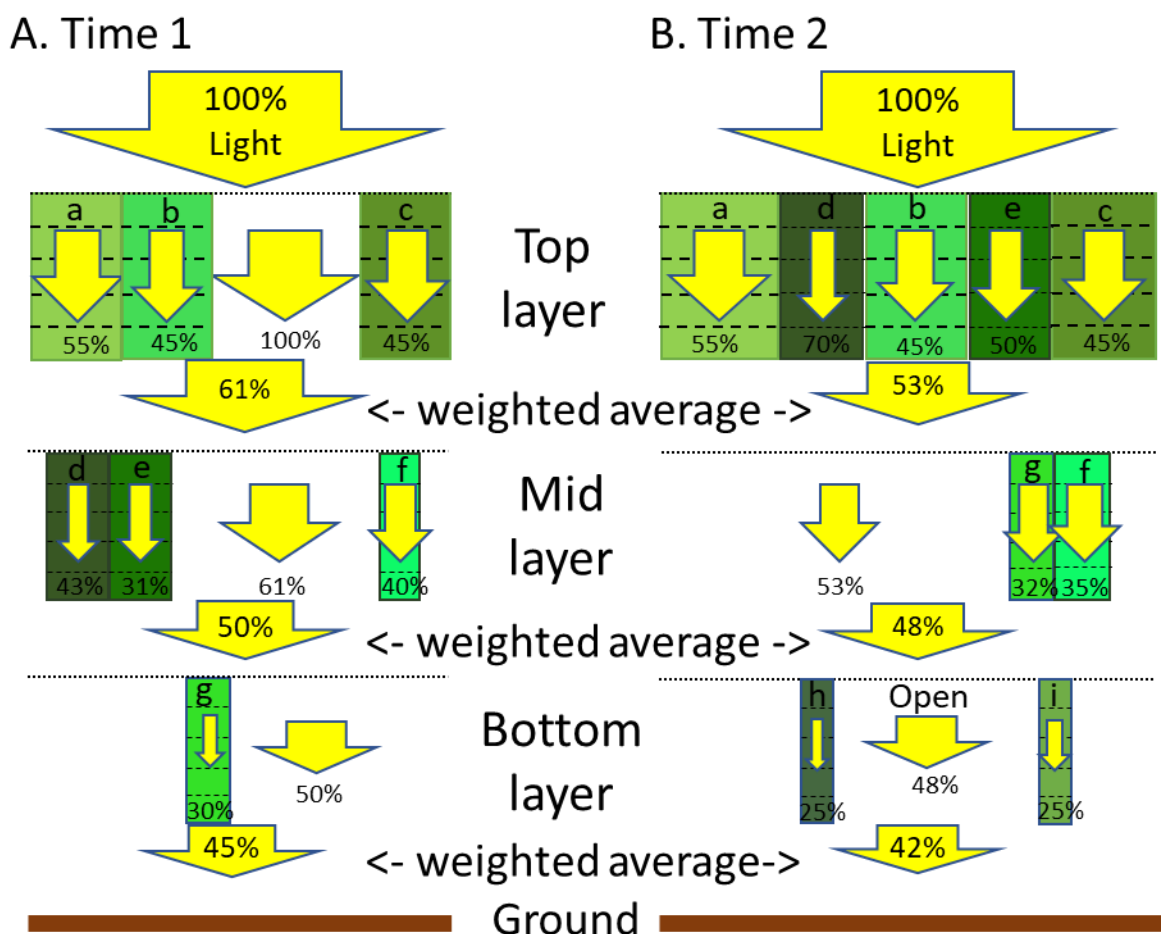 A. Time 1
B. Time 2
100%
Light
100%
Light
a b c
Top
layer
a d b e c
55% 45% 100% 45%
55% 70% 45% 50% 45%
61%
<- weighted average ->
53%
d e f
Mid
layer
g f
43% 31% 61% 40%
53% 32% 35%
50%
<- weighted average ->
48%
g
Bottom
layer
h Open i
30% 50%
25% 48% 25%
45%
<- weighted average->
42%
Ground